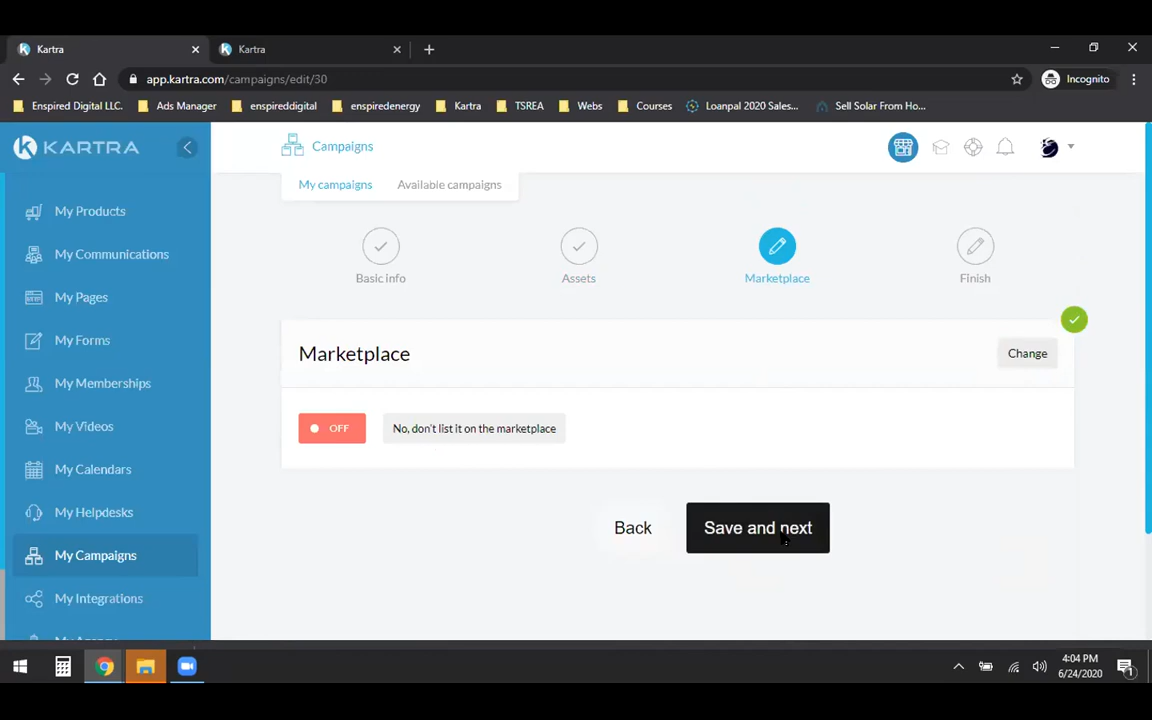 Kartra
Kartra
app.kartra.com/campaigns/edit/30
Incognito
Enspired Digital LLC.
Ads Manager
enspireddigital
enspiredenergy
Kartra
TSREA
Webs
Courses
Loanpal 2020 Sales...
Sell Solar From Ho...
KARTRA
Campaigns
My campaigns
Available campaigns
My Products
My Communications
My Pages
My Forms
My Memberships
My Videos
My Calendars
My Helpdesks
My Campaigns
My Integrations
Basic info
Assets
Marketplace
Finish
Marketplace
Change
OFF
No, don't list it on the marketplace
Back
Save and next
4:04 PM
6/24/2020
1